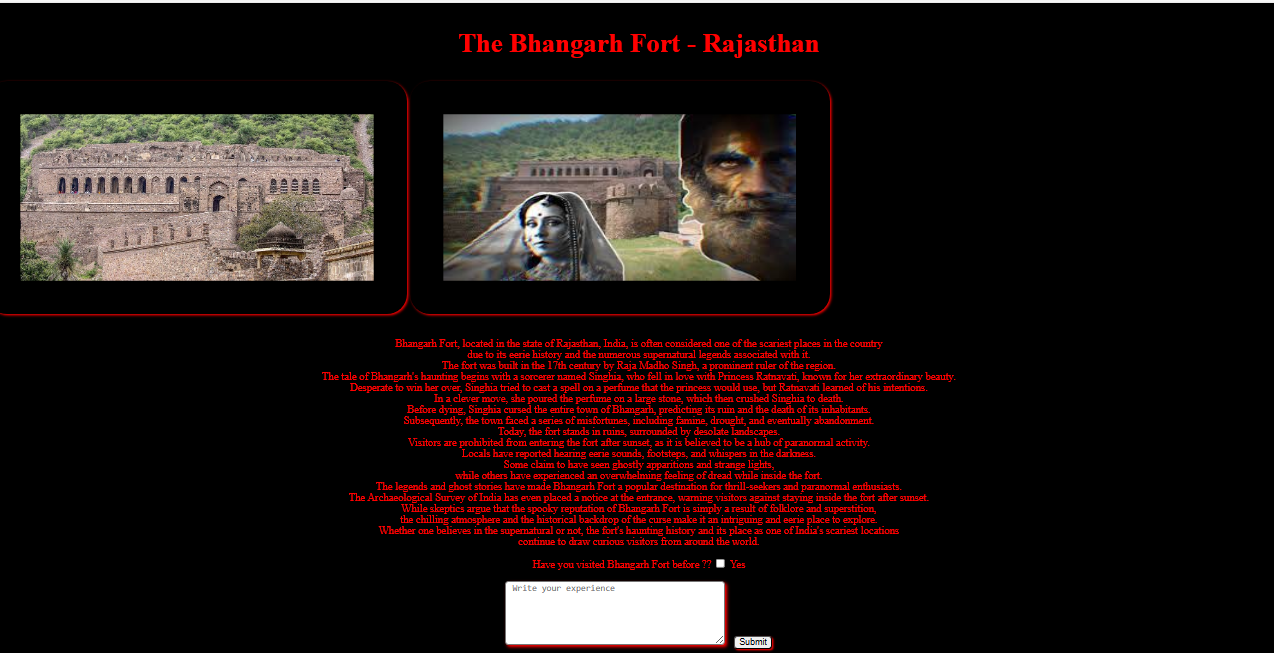 The Bhangarh Fort - Rajasthan
Bhangarh Fort, located in the state of Rajasthan, India, is often considered one of the scariest places in the country
due to its eerie history and the numerous supernatural legends associated with it.
The fort was built in the 17th century by Raja Madho Singh, a prominent ruler of the region.
The tale of Bhangarh's haunting begins with a sorcerer named Singhia, who fell in love with Princess Ratnavati, known for her extraordinary beauty.
Desperate to win her over, Singhia tried to cast a spell on a perfume that the princess would use, but Ratnavati learned of his intentions.
In a clever move, she poured the perfume on a large stone, which then crushed Singhia to death.
Before dying, Singhia cursed the entire town of Bhangarh, predicting its ruin and the death of its inhabitants.
Subsequently, the town faced a series of misfortunes, including famine, drought, and eventually abandonment.
Today, the fort stands in ruins, surrounded by desolate landscapes.
Visitors are prohibited from entering the fort after sunset, as it is believed to be a hub of paranormal activity.
Locals have reported hearing eerie sounds, footsteps, and whispers in the darkness.
Some claim to have seen ghostly apparitions and strange lights,
while others have experienced an overwhelming feeling of dread while inside the fort.
The legends and ghost stories have made Bhangarh Fort a popular destination for thrill-seekers and paranormal enthusiasts.
The Archaeological Survey of India has even placed a notice at the entrance, warning visitors against staying inside the fort after sunset.
While skeptics argue that the spooky reputation of Bhangarh Fort is simply a result of folklore and superstition,
the chilling atmosphere and the historical backdrop of the curse make it an intriguing and eerie place to explore.
Whether one believes in the supernatural or not, the fort's haunting history and its place as one of India's scariest locations
continue to draw curious visitors from around the world.
Have you visited Bhangarh Fort before ?? Yes
Write your experience
Submit